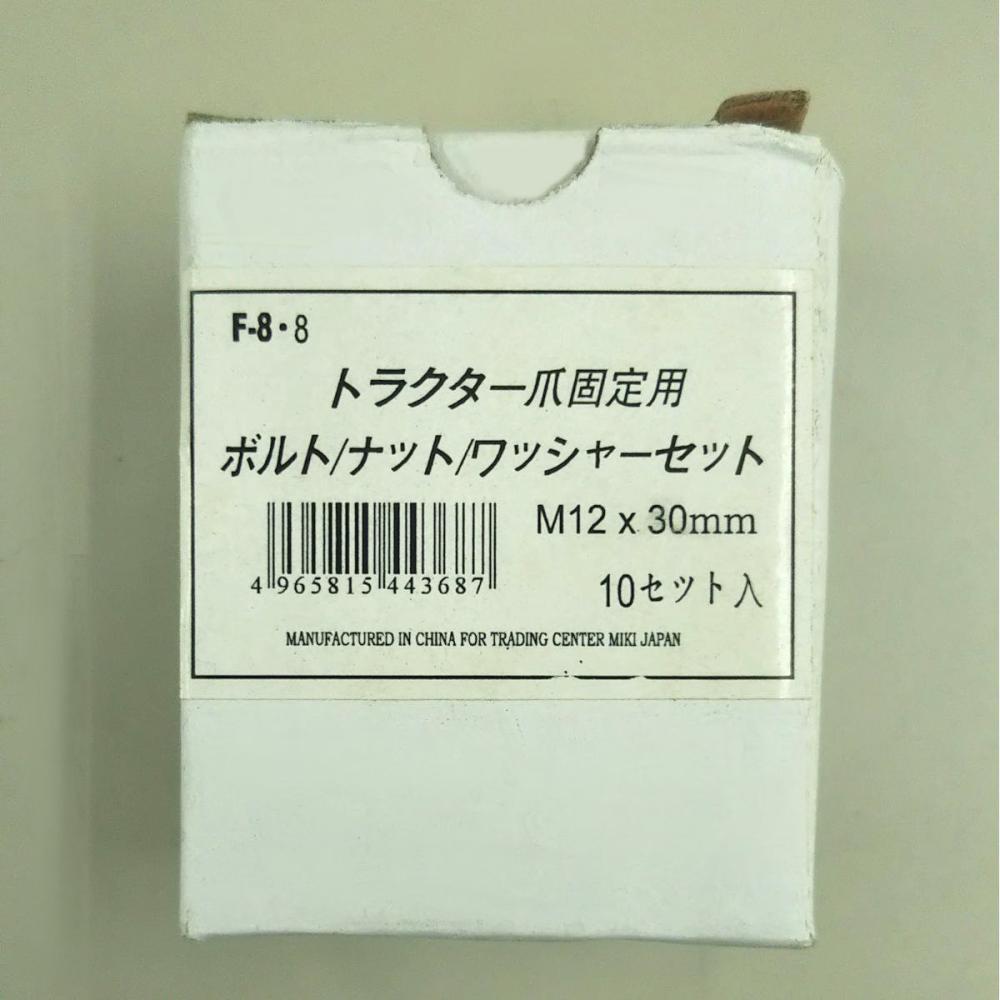 F-8・8
トラクター爪固定用
ボルト/ナット/ワッシャーセット
M12 x 30mm
4 965815 443687
10セット入
MANUFACTURED IN CHINA FOR TRADING CENTER MIKI JAPAN